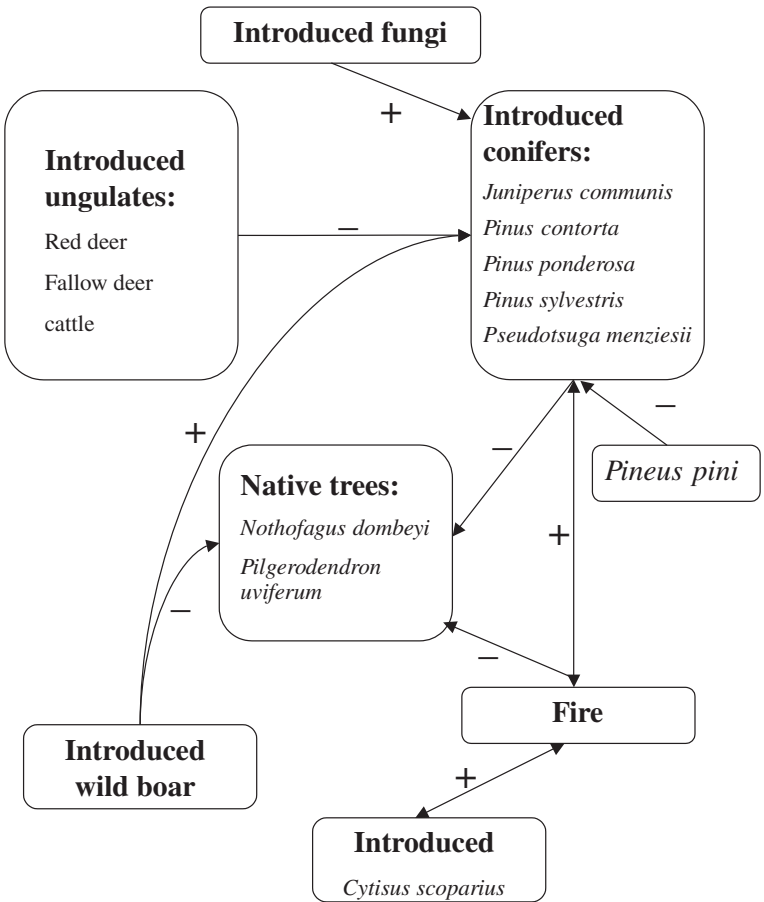 Introduced fungi
+
Introduced
ungulates:
Red deer
Fallow deer
cattle
−
Introduced
conifers:
Juniperus communis
Pinus contorta
Pinus ponderosa
Pinus sylvestris
Pseudotsuga menziesii
+
−
−
Pineus pini
Native trees:
Nothofagus dombeyi
Pilgerodendron
uviferum
+
−
−
Fire
Introduced
wild boar
+
Introduced
Cytisus scoparius